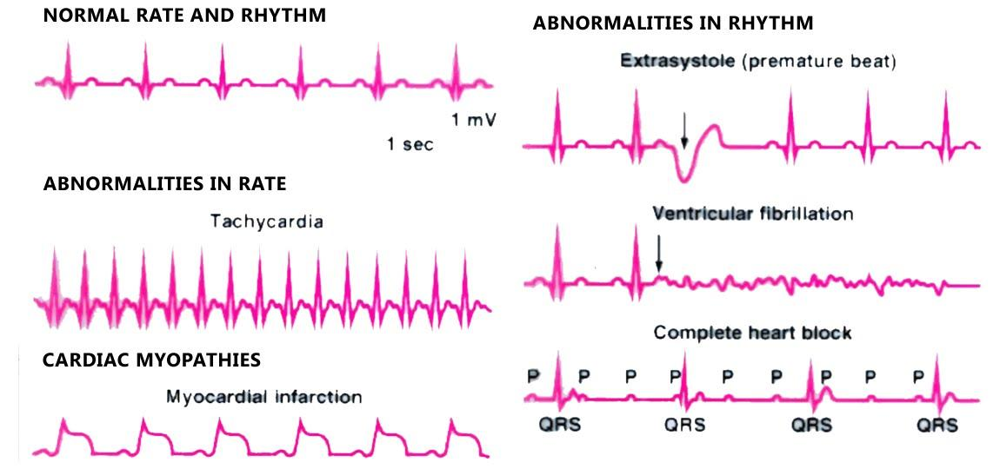 NORMAL RATE AND RHYTHM
1 mV
1 sec
ABNORMALITIES IN RATE
Tachycardia
CARDIAC MYOPATHIES
Myocardial infarction
ABNORMALITIES IN RHYTHM
Extrasystole (premature beat)
Ventricular fibrillation
Complete heart block
P P P P P P P P P
QRS QRS QRS QRS